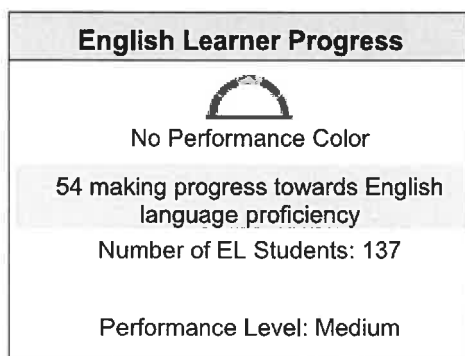 English Learner Progress
No Performance Color
54 making progress towards English
language proficiency
Number of EL Students: 137
Performance Level: Medium